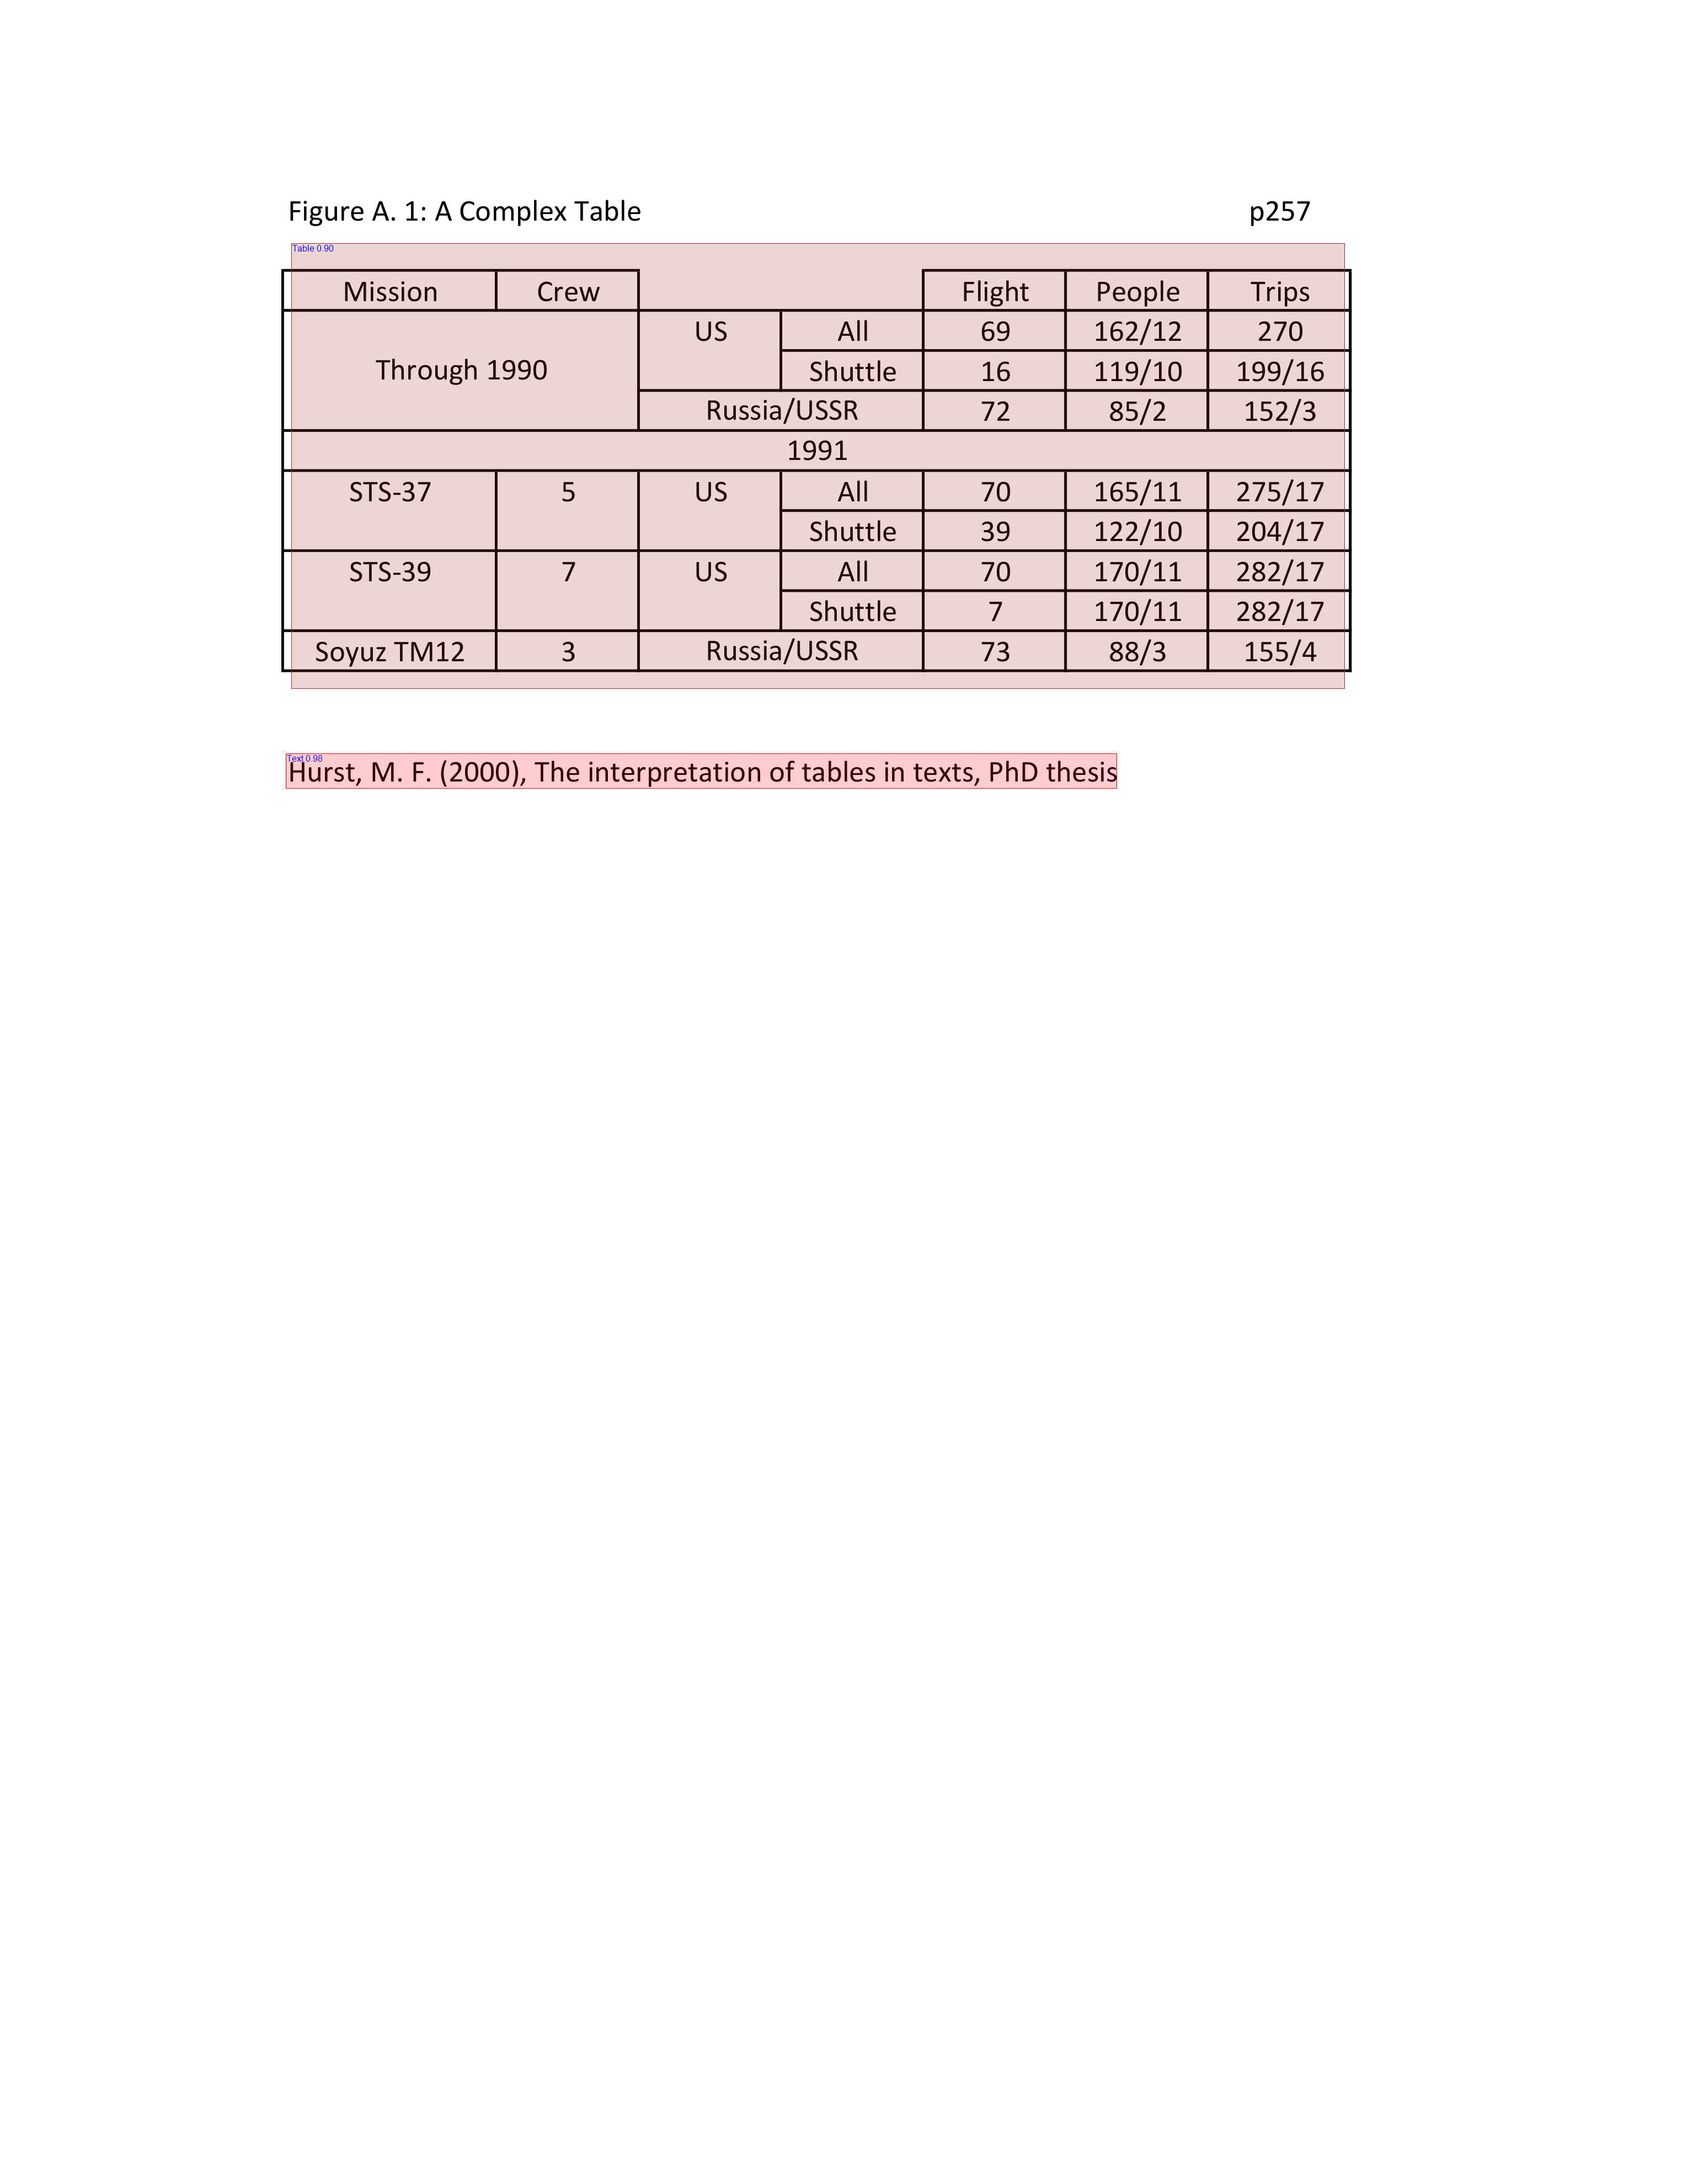 Figure A. 1: A Complex Table p257
Table 0.90
Mission Crew Flight People Trips
Through 1990 US All 69 162/12 270
Shuttle 16 119/10 199/16
Russia/USSR 72 85/2 152/3
1991
STS-37 5 US All 70 165/11 275/17
Shuttle 39 122/10 204/17
STS-39 7 US All 70 170/11 282/17
Shuttle 7 170/11 282/17
Soyuz TM12 3 Russia/USSR 73 88/3 155/4
Text 0.98
Hurst, M. F. (2000), The interpretation of tables in texts, PhD thesis